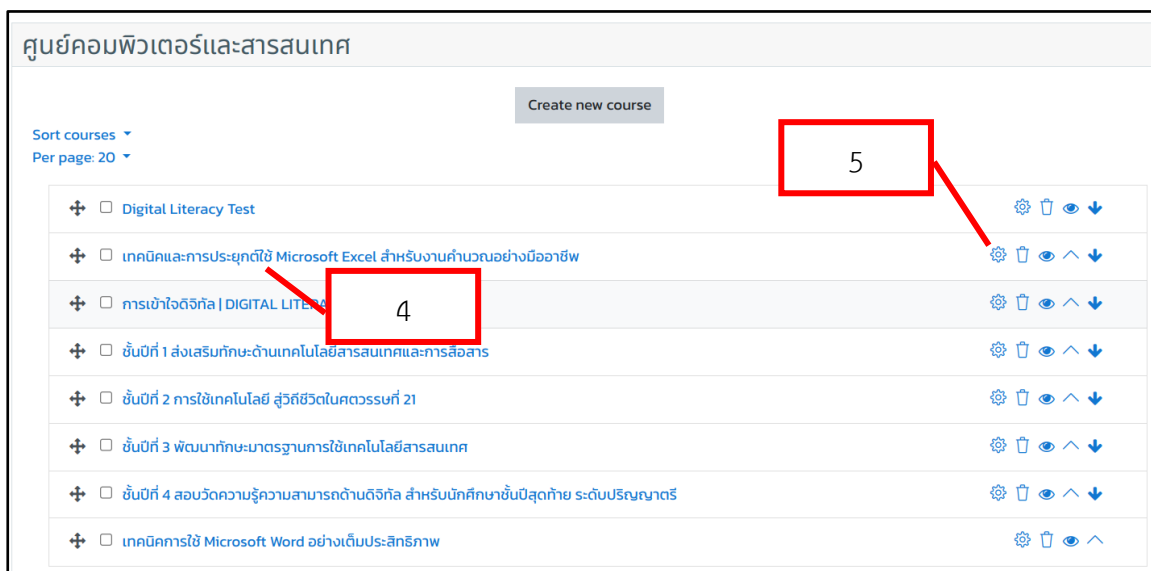 ศูนย์คอมพิวเตอร์และสารสนเทศ
Create new course
Sort courses
Per page: 20
5
Digital Literacy Test
เทคนิคและการประยุกต์ใช้ Microsoft Excel สำหรับงานคำนวณอย่างมืออาชีพ
การเข้าใจดิจิทัล | DIGITAL
4
ชั้นปีที่ 1 ส่งเสริมทักษะด้านเทคโนโลยีสารสนเทศและการสื่อสาร
ชั้นปีที่ 2 การใช้เทคโนโลยี สู่วิถีชีวิตในศตวรรษที่ 21
ชั้นปีที่ 3 พัฒนาทักษะมาตรฐานการใช้เทคโนโลยีสารสนเทศ
ชั้นปีที่ 4 สอบวัดความรู้ความสามารถด้านดิจิทัล สำหรับนักศึกษาชั้นปีสุดท้าย ระดับปริญญาตรี
เทคนิคการใช้ Microsoft Word อย่างเต็มประสิทธิภาพ